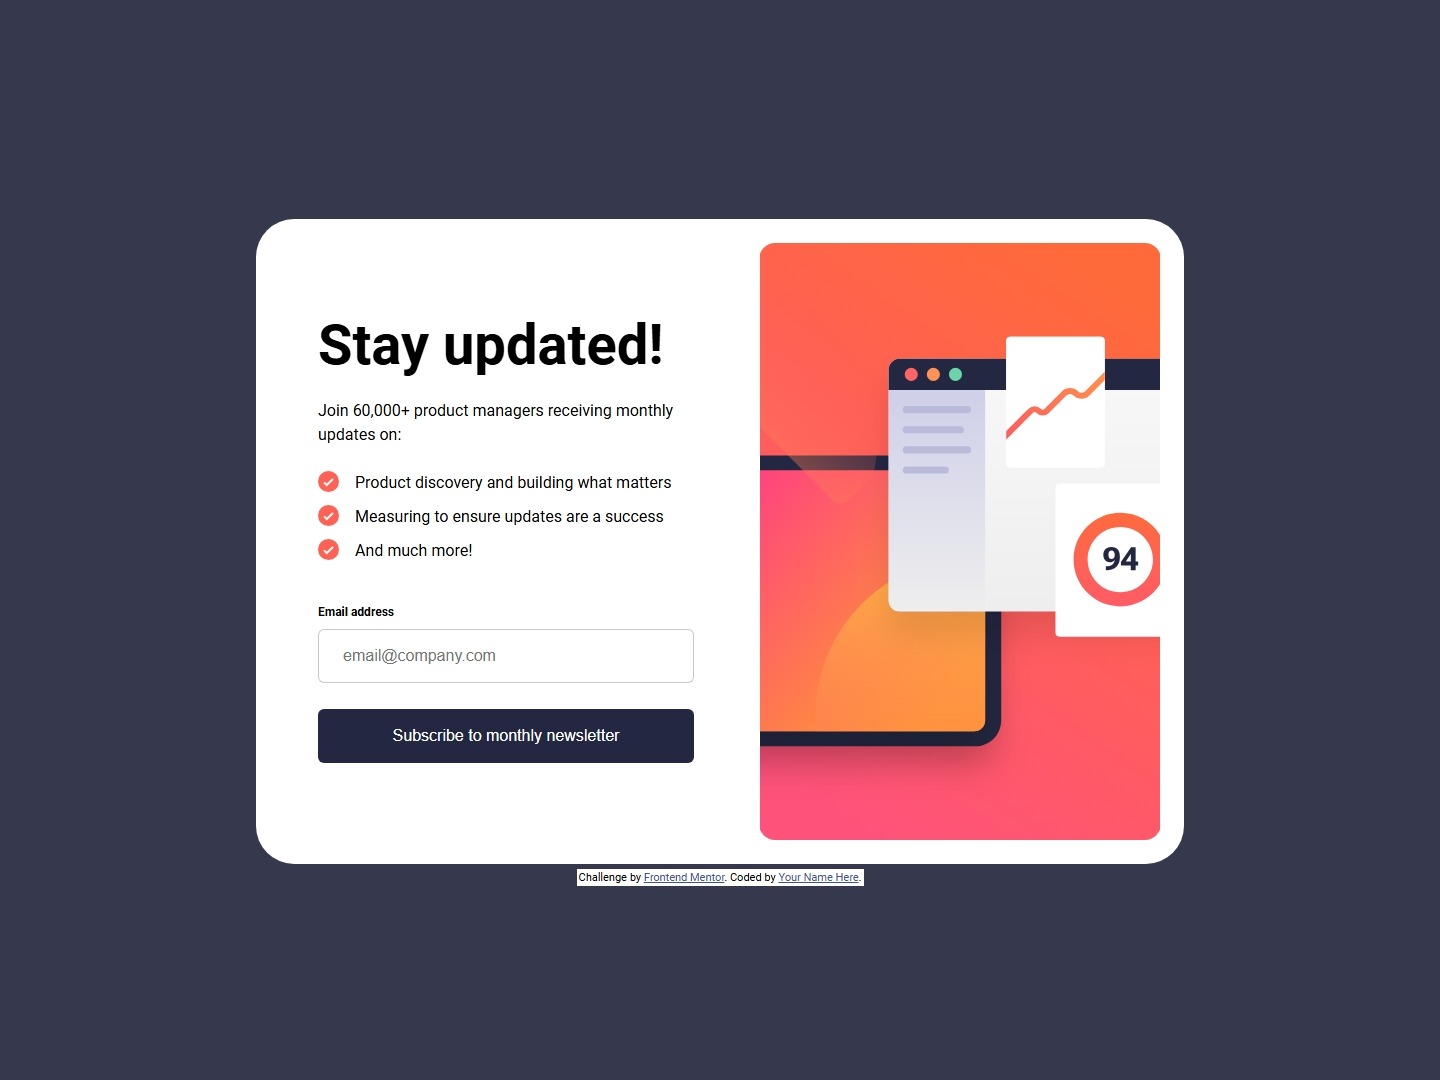 Stay updated!
Join 60,000+ product managers receiving monthly
updates on:
Product discovery and building what matters
Measuring to ensure updates are a success
And much more!
Email address
email@company.com
Subscribe to monthly newsletter
94
Challenge by Frontend Mentor. Coded by Your Name Here.